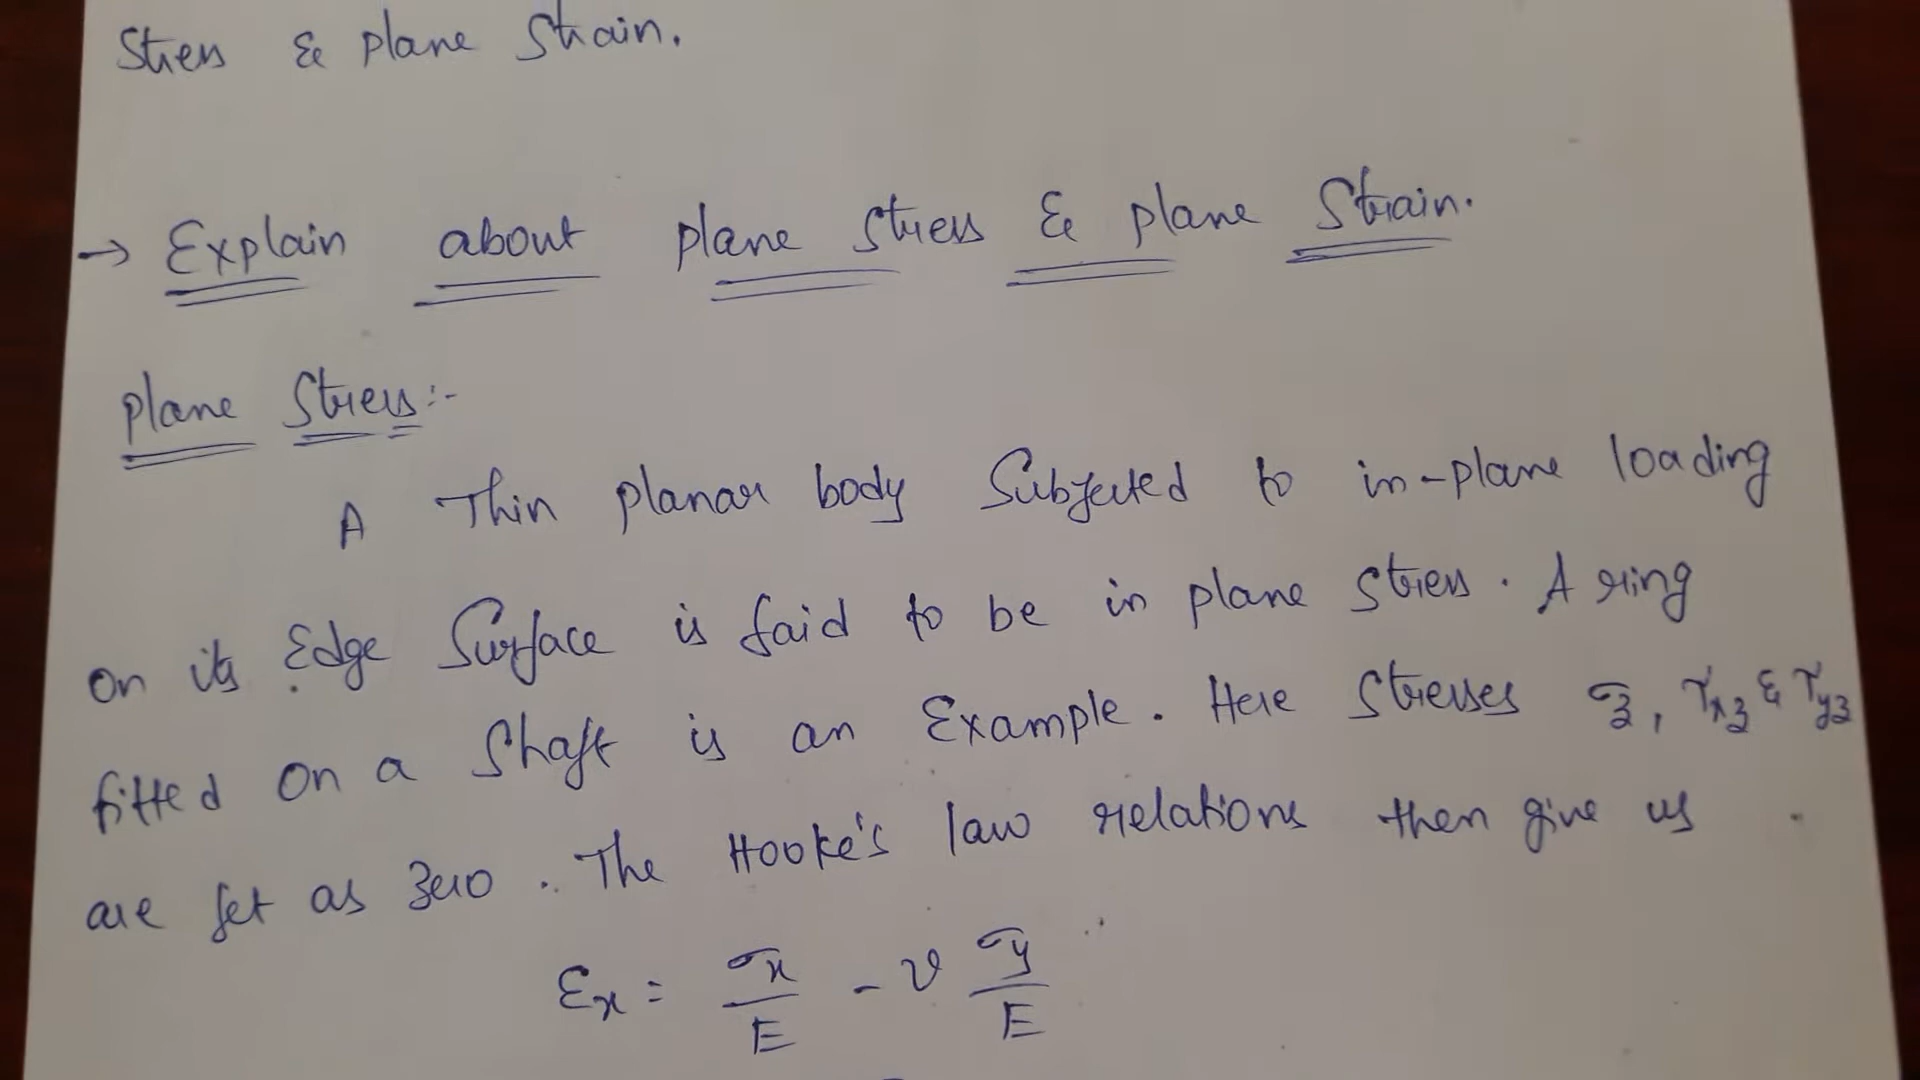 Stress & plane Strain.
→ Explain about plane stress & plane Strain.
plane Stress:-
A Thin planar body Subjected to in-plane loading
on its Edge Surface is said to be in plane stress. A ring
fitted on a shaft is an Example. Here stresses σz, τxz & τyz
are set as zero. The Hooke's law relations then give us
εx = σx/E - ν σy/E